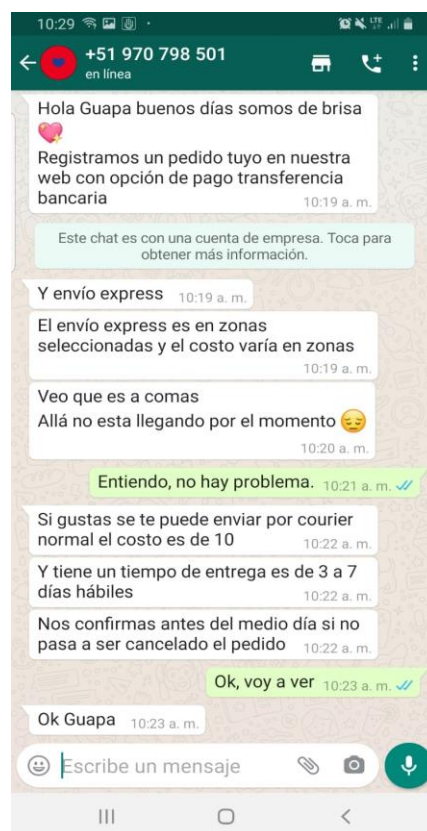 10:29
LTE
+51 970 798 501
en línea
Hola Guapa buenos días somos de brisa
💖
Registramos un pedido tuyo en nuestra
web con opción de pago transferencia
bancaria
10:19 a. m.
Este chat es con una cuenta de empresa. Toca para
obtener más información.
Y envío express 10:19 a. m.
El envío express es en zonas
seleccionadas y el costo varía en zonas
10:19 a. m.
Veo que es a comas
Allá no esta llegando por el momento 😔
10:20 a. m.
Entiendo, no hay problema. 10:21 a. m.
Si gustas se te puede enviar por courier
normal el costo es de 10 10:22 a. m.
Y tiene un tiempo de entrega es de 3 a 7
días hábiles 10:22 a. m.
Nos confirmas antes del medio día si no
pasa a ser cancelado el pedido 10:22 a. m.
Ok, voy a ver 10:23 a. m.
Ok Guapa 10:23 a. m.
Escribe un mensaje